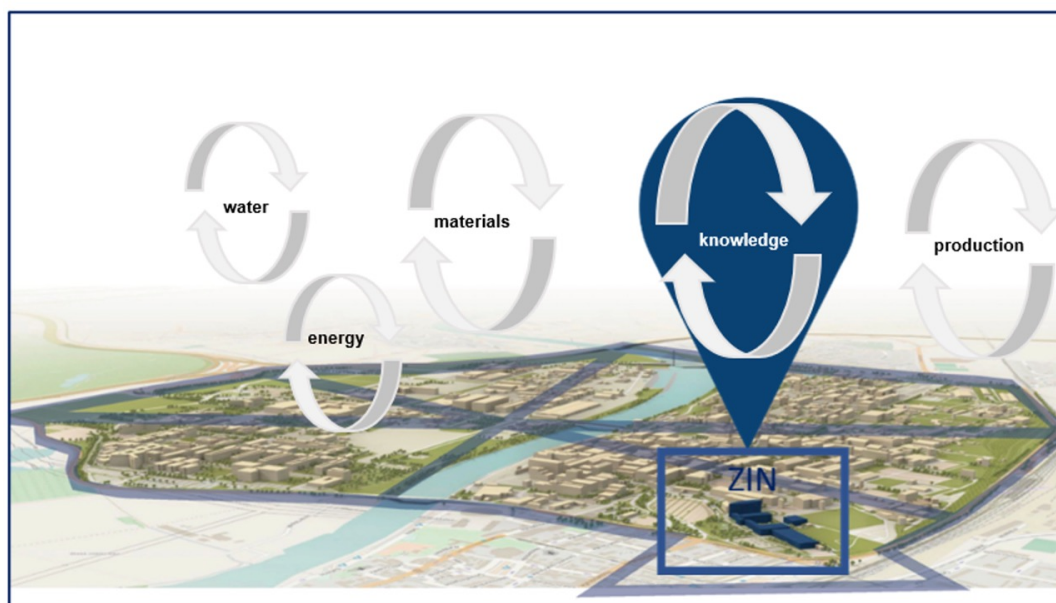 water
materials
knowledge
production
energy
ZIN